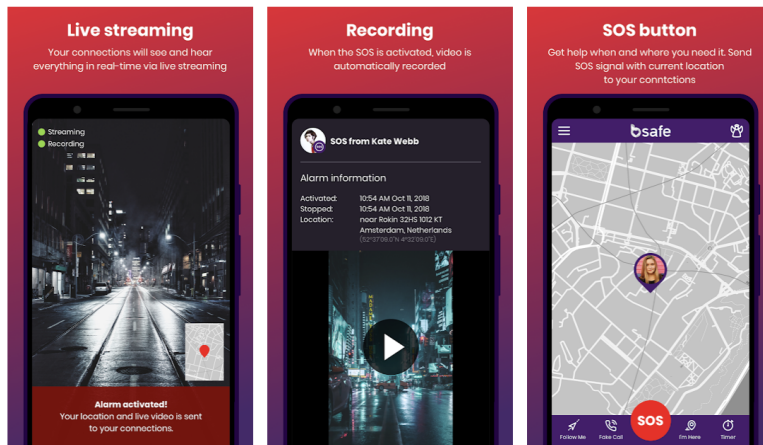 Live streaming
Your connections will see and hear
everything in real-time via live streaming
Streaming
Recording
Alarm activated!
Your location and live video is sent
to your connections.
Recording
When the SOS is activated, video is
automatically recorded
SOS from Kate Webb
Alarm information
Activated: 10:54 AM Oct 11, 2018
Stopped: 10:54 AM Oct 11, 2018
Location: near Rokin 32HS 1012 KT
Amsterdam, Netherlands
SOS button
Get help when and where you need it. Send
SOS signal with current location
to your conntctions
bsafe
SOS
Follow Me
Fake Call
I'm Here
Timer